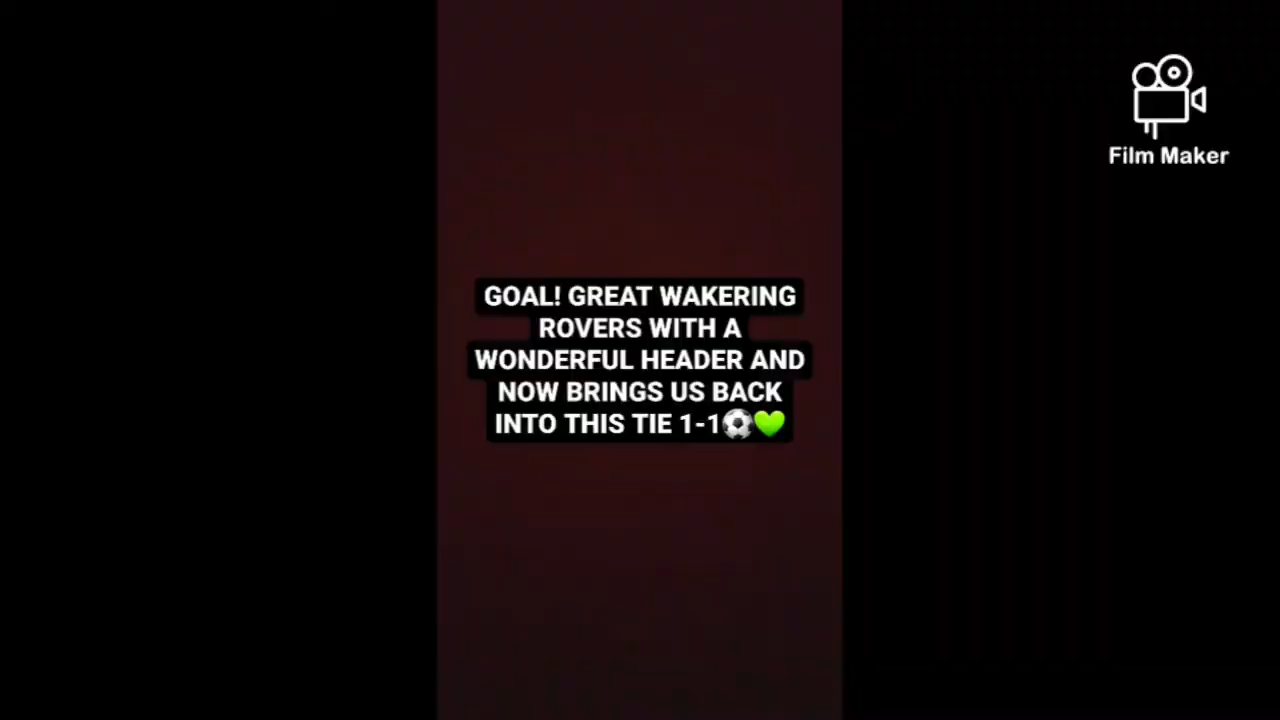 Film Maker
GOAL! GREAT WAKERING
ROVERS WITH A
WONDERFUL HEADER AND
NOW BRINGS US BACK
INTO THIS TIE 1-1⚽💚